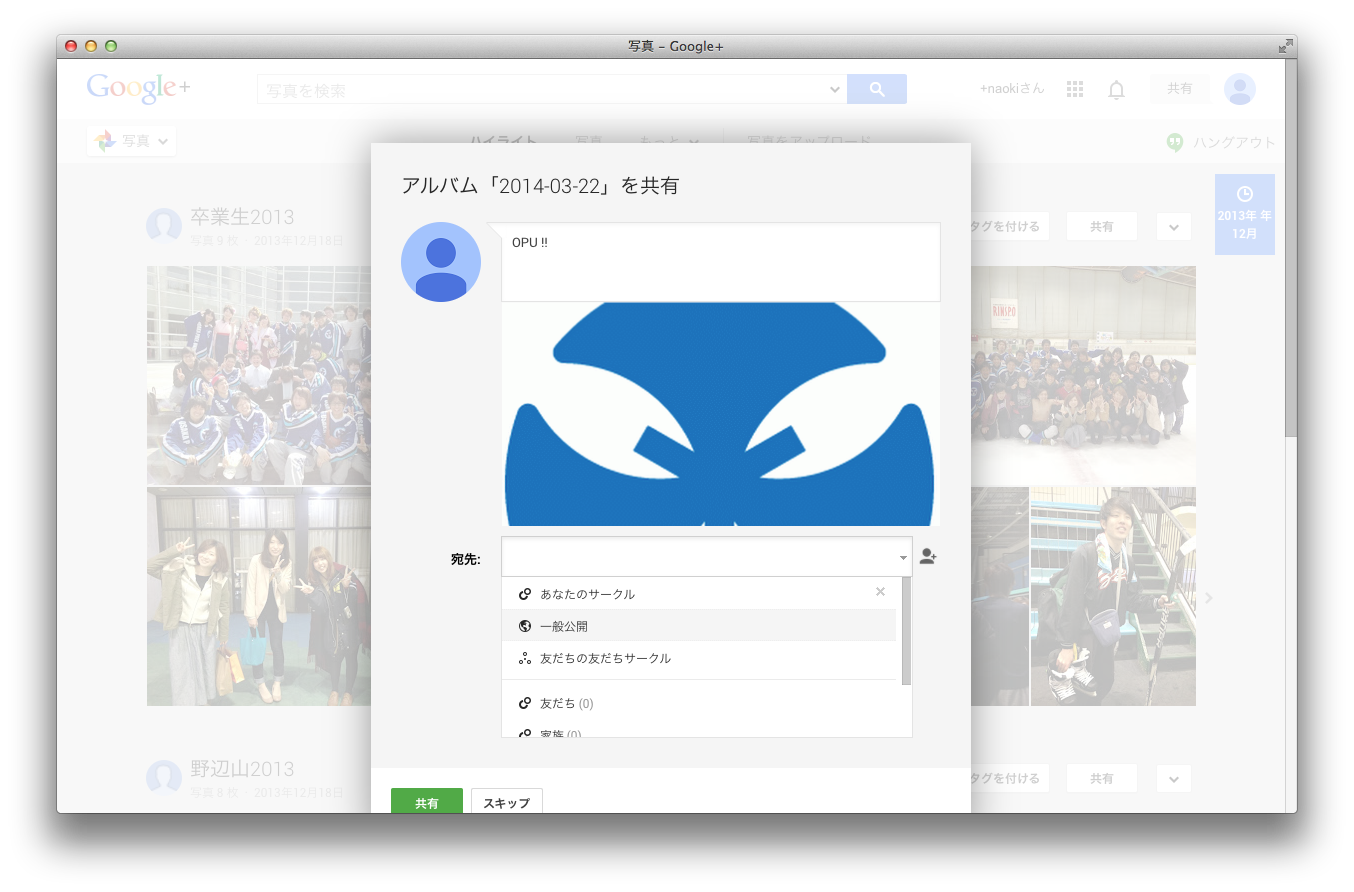 写真 – Google+
Google+
写真を検索
+naokiさん
共有
写真
ハイライト
写真
もっと
写真をアップロード
ハングアウト
アルバム「2014-03-22」を共有
OPU !!
卒業生2013
写真 9 枚 2013年12月18日
タグを付ける
共有
2013年 年
12月
RINSPO
宛先:
あなたのサークル
一般公開
友だちの友だちサークル
友だち (0)
家族 (0)
野辺山2013
写真 8 枚 2013年12月18日
タグを付ける
共有
共有
スキップ